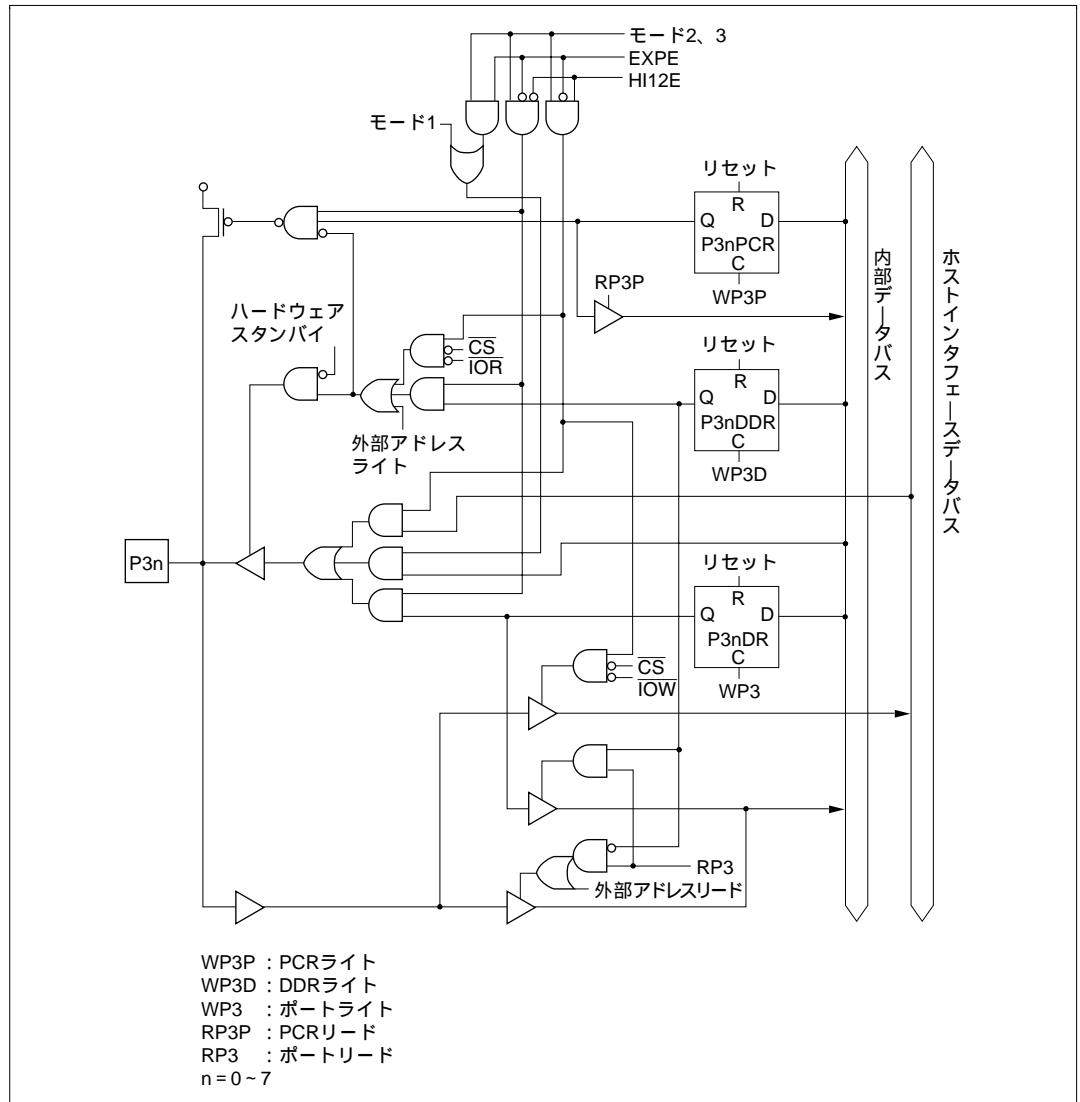 モード2、3
EXPE
HI12E
モード1
リセット
R
Q D
P3nPCR
C
WP3P
RP3P
ハードウェア
スタンバイ
CS
IOR
リセット
R
Q D
P3nDDR
C
WP3D
外部アドレス
ライト
内部データバス
ホストインタフェースデータバス
P3n
リセット
R
Q D
P3nDR
C
WP3
CS
IOW
RP3
外部アドレスリード
WP3P : PCRライト
WP3D : DDRライト
WP3 : ポートライト
RP3P : PCRリード
RP3 : ポートリード
n = 0 ~ 7